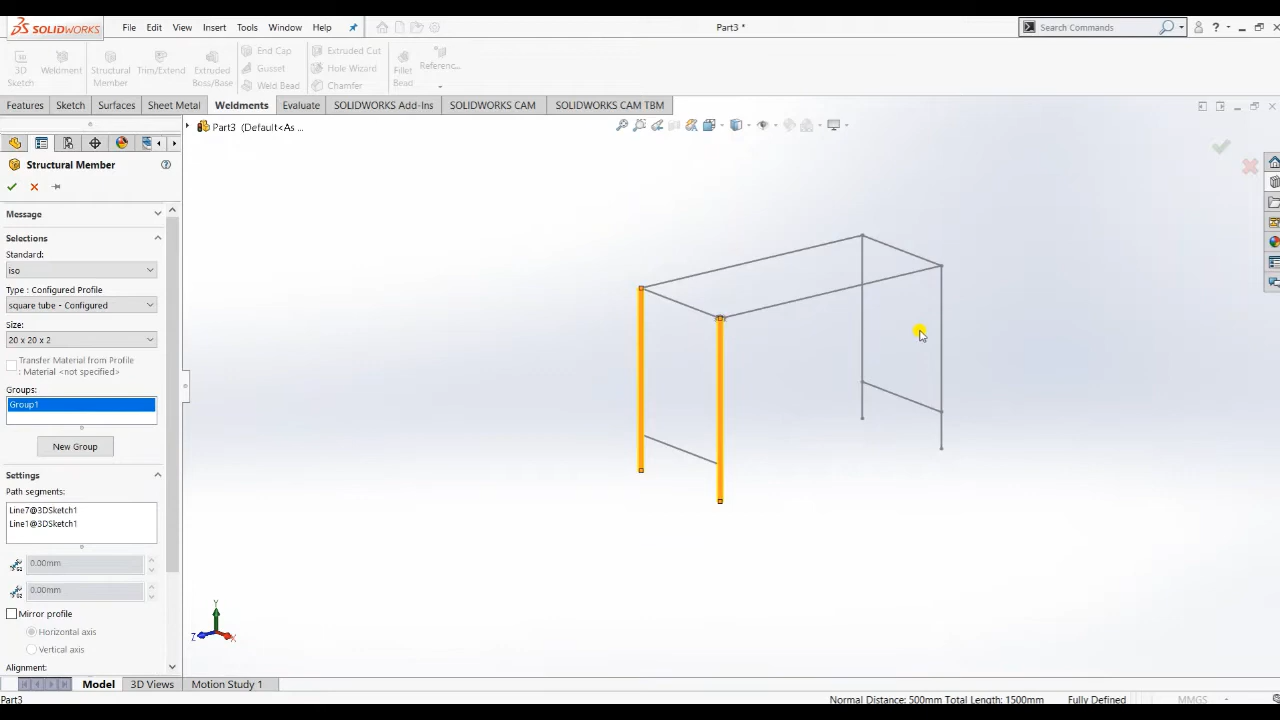 SOLIDWORKS File Edit View Insert Tools Window Help Part3 * Search Commands ?
3D Sketch Weldment Structural Member Trim/Extend Extruded Boss/Base End Cap Gusset Weld Bead Extruded Cut Hole Wizard Chamfer Fillet Bead Referenc...
Features Sketch Surfaces Sheet Metal Weldments Evaluate SOLIDWORKS Add-Ins SOLIDWORKS CAM SOLIDWORKS CAM TBM
Part3 (Default<As ...
Structural Member
Message
Selections
Standard:
iso
Type : Configured Profile
square tube - Configured
Size:
20 x 20 x 2
Transfer Material from Profile
: Material <not specified>
Groups:
Group1
New Group
Settings
Path segments:
Line7@3DSketch1
Line1@3DSketch1
0.00mm
0.00mm
Mirror profile
Horizontal axis
Vertical axis
Alignment:
Y
Z
X
Model 3D Views Motion Study 1
Part3 Normal Distance: 500mm Total Length: 1500mm Fully Defined MMGS -